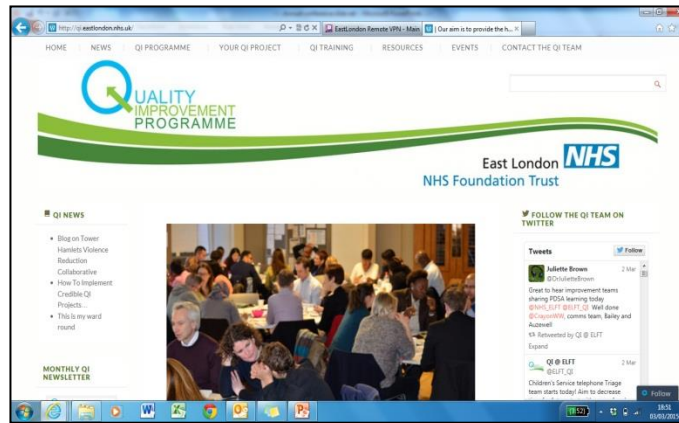 http://qi.eastlondon.nhs.uk/
EastLondon Remote VPN - Main
| Our aim is to provide the h...
HOME NEWS QI PROGRAMME YOUR QI PROJECT QI TRAINING RESOURCES EVENTS CONTACT THE QI TEAM
QUALITY
IMPROVEMENT
PROGRAMME
East London NHS
NHS Foundation Trust
QI NEWS
Blog on Tower
Hamlets Violence
Reduction
Collaborative
How To Implement
Credible QI
Projects...
This is my ward
round
MONTHLY QI
NEWSLETTER
FOLLOW THE QI TEAM ON
TWITTER
Tweets Follow
Juliette Brown 2 Mar
@DrJulietteBrown
Great to hear improvement teams
sharing PDSA learning today
@NHS_ELFT @ELFT_QI Well done
@CrayonWW, comms team, Bailey and
Auzewell
Retweeted by QI @ ELFT
Expand
QI @ ELFT 2 Mar
@ELFT_QI
Children's Service telephone Triage
team starts today! Aim to decrease
Follow
18:51
03/03/2015